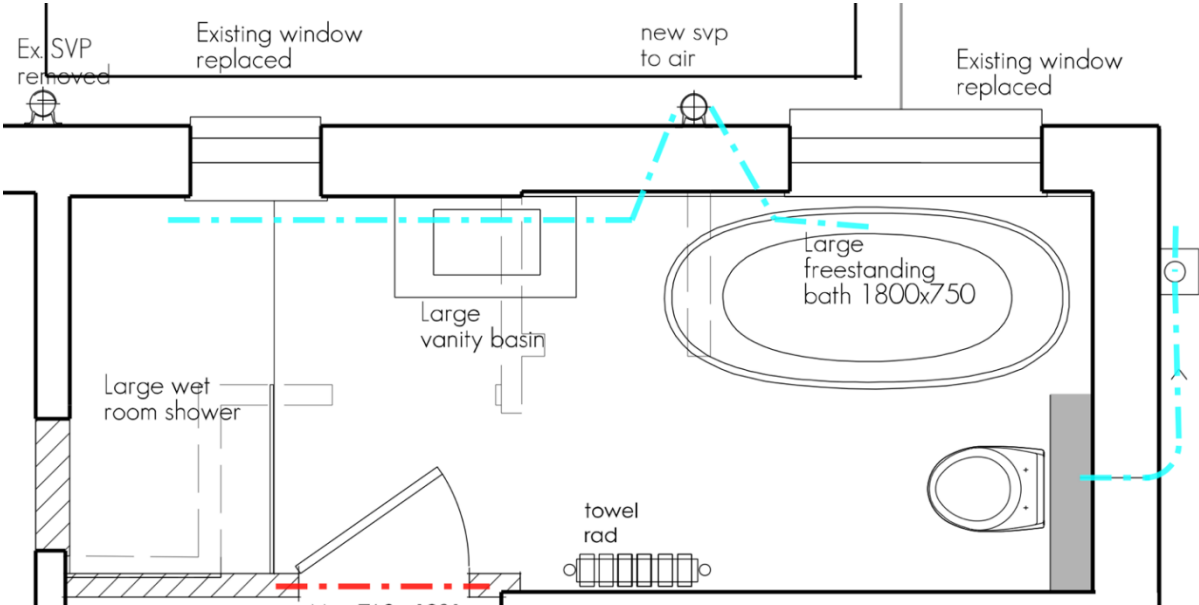 Ex. SVP
removed
Existing window
replaced
new svp
to air
Existing window
replaced
Large
freestanding
bath 1800x750
Large
vanity basin
Large wet
room shower
towel
rad